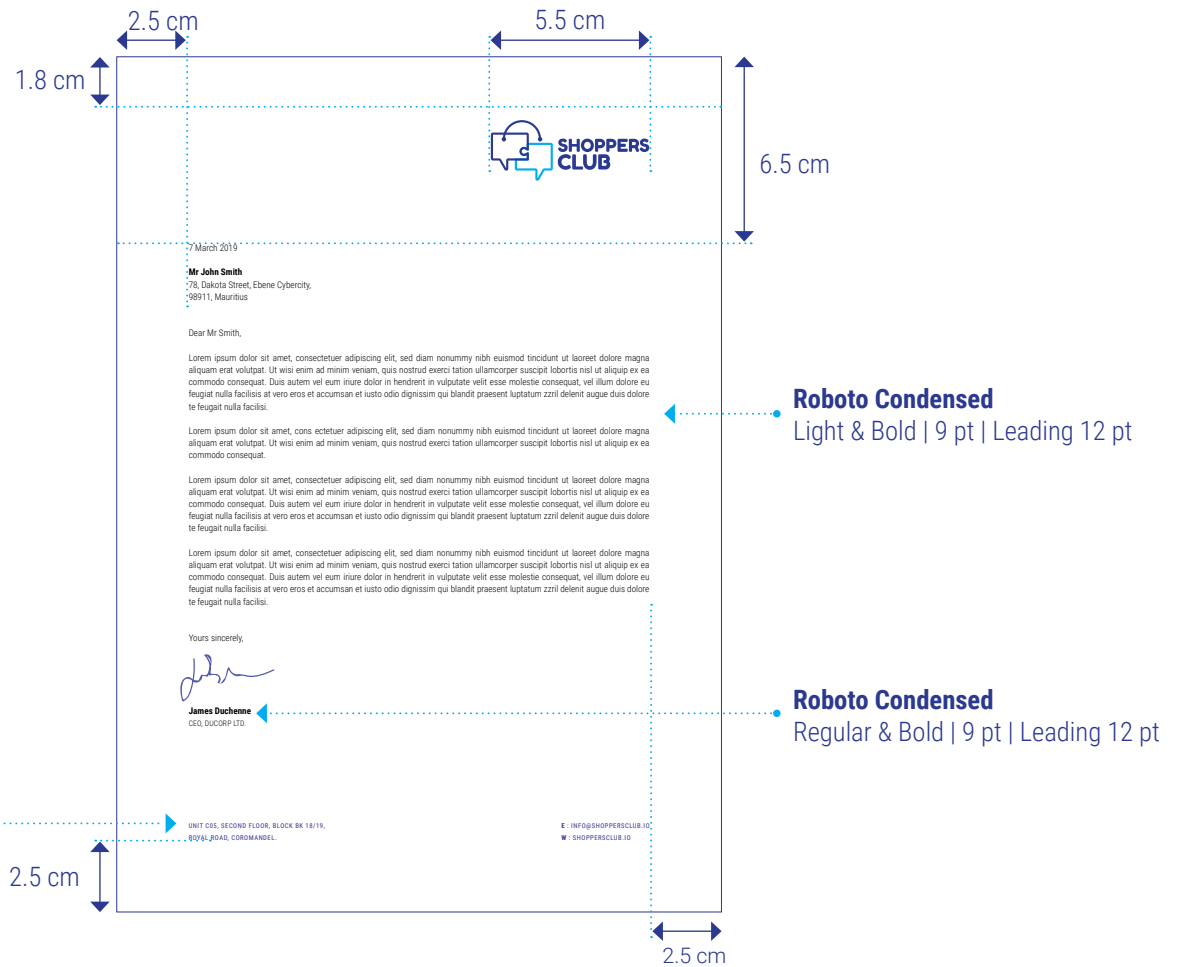 2.5 cm
5.5 cm
1.8 cm
SHOPPERS
CLUB
6.5 cm
7 March 2019
Mr John Smith
78, Dakota Street, Ebene Cybercity,
98911, Mauritius
Dear Mr Smith,
Lorem ipsum dolor sit amet, consectetuer adipiscing elit, sed diam nonummy nibh euismod tincidunt ut laoreet dolore magna
aliquam erat volutpat. Ut wisi enim ad minim veniam, quis nostrud exerci tation ullamcorper suscipit lobortis nisl ut aliquip ex ea
commodo consequat. Duis autem vel eum iriure dolor in hendrerit in vulputate velit esse molestie consequat, vel illum dolore eu
feugiat nulla facilisis at vero eros et accumsan et iusto odio dignissim qui blandit praesent luptatum zzril delenit augue duis dolore
te feugait nulla facilisi.
Lorem ipsum dolor sit amet, cons ectetuer adipiscing elit, sed diam nonummy nibh euismod tincidunt ut laoreet dolore magna
aliquam erat volutpat. Ut wisi enim ad minim veniam, quis nostrud exerci tation ullamcorper suscipit lobortis nisl ut aliquip ex ea
commodo consequat.
Lorem ipsum dolor sit amet, consectetuer adipiscing elit, sed diam nonummy nibh euismod tincidunt ut laoreet dolore magna
aliquam erat volutpat. Ut wisi enim ad minim veniam, quis nostrud exerci tation ullamcorper suscipit lobortis nisl ut aliquip ex ea
commodo consequat. Duis autem vel eum iriure dolor in hendrerit in vulputate velit esse molestie consequat, vel illum dolore eu
feugiat nulla facilisis at vero eros et accumsan et iusto odio dignissim qui blandit praesent luptatum zzril delenit augue duis dolore
te feugait nulla facilisi.
Lorem ipsum dolor sit amet, consectetuer adipiscing elit, sed diam nonummy nibh euismod tincidunt ut laoreet dolore magna
aliquam erat volutpat. Ut wisi enim ad minim veniam, quis nostrud exerci tation ullamcorper suscipit lobortis nisl ut aliquip ex ea
commodo consequat. Duis autem vel eum iriure dolor in hendrerit in vulputate velit esse molestie consequat, vel illum dolore eu
feugiat nulla facilisis at vero eros et accumsan et iusto odio dignissim qui blandit praesent luptatum zzril delenit augue duis dolore
te feugait nulla facilisi.
Yours sincerely,
James Duchenne
CEO, DUCORP LTD.
Roboto Condensed
Light & Bold | 9 pt | Leading 12 pt
Roboto Condensed
Regular & Bold | 9 pt | Leading 12 pt
UNIT C05, SECOND FLOOR, BLOCK BK 18/19,
ROYAL ROAD, COROMANDEL.
E : INFO@SHOPPERSCLUB.IO
W : SHOPPERSCLUB.IO
2.5 cm
2.5 cm